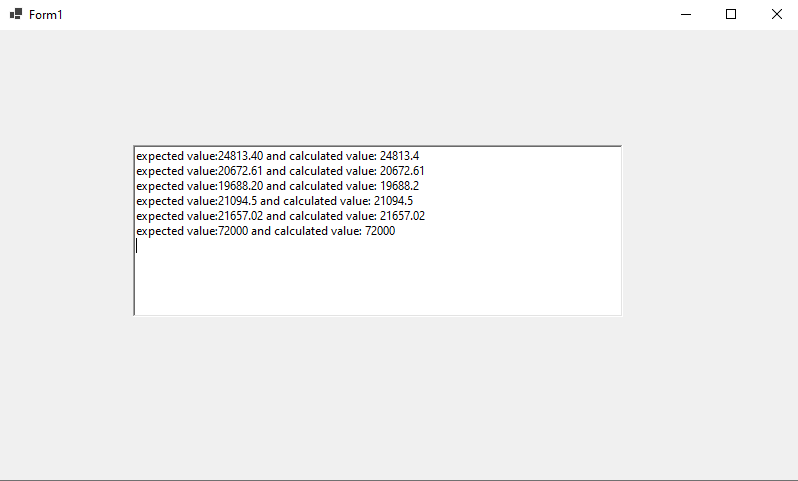 Form1
expected value:24813.40 and calculated value: 24813.4
expected value:20672.61 and calculated value: 20672.61
expected value:19688.20 and calculated value: 19688.2
expected value:21094.5 and calculated value: 21094.5
expected value:21657.02 and calculated value: 21657.02
expected value:72000 and calculated value: 72000